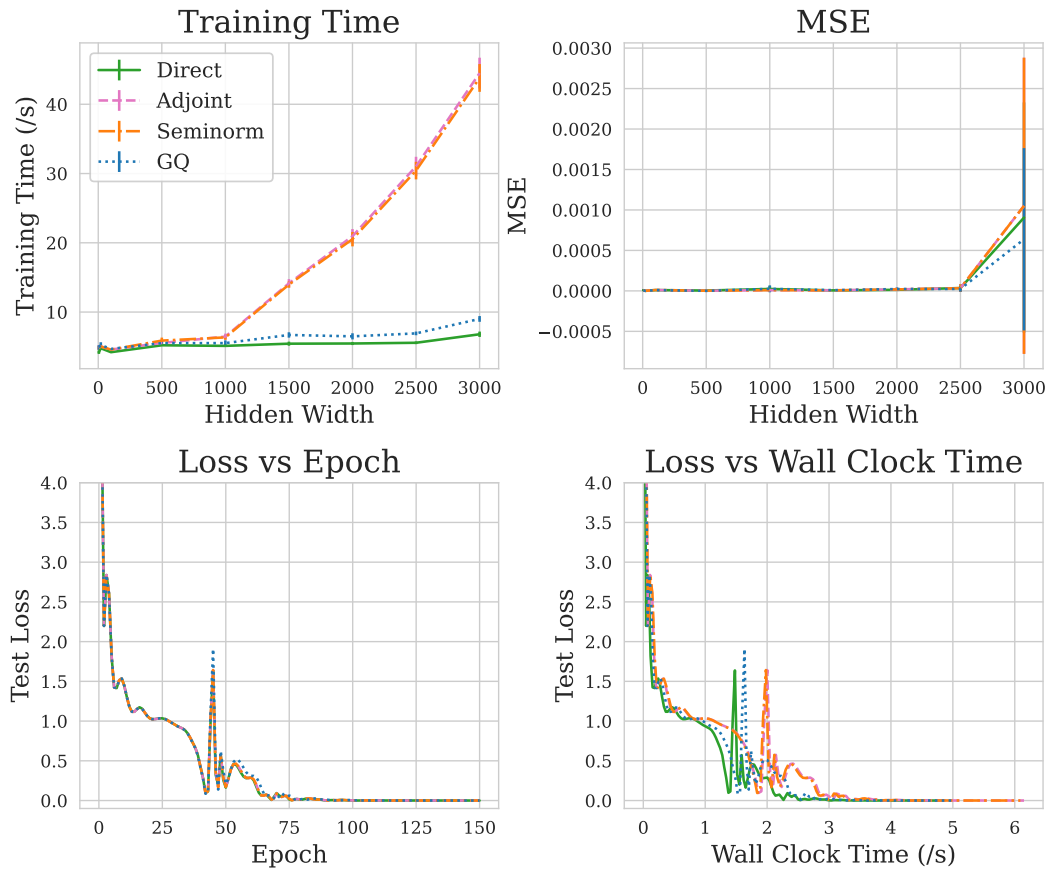 Training Time
Training Time (/s)
40
30
20
10
Direct
Adjoint
Seminorm
GQ
0 500 1000 1500 2000 2500 3000
Hidden Width
MSE
MSE
0.0030
0.0025
0.0020
0.0015
0.0010
0.0005
0.0000
−0.0005
0 500 1000 1500 2000 2500 3000
Hidden Width
Loss vs Epoch
Test Loss
4.0
3.5
3.0
2.5
2.0
1.5
1.0
0.5
0.0
0 25 50 75 100 125 150
Epoch
Loss vs Wall Clock Time
Test Loss
4.0
3.5
3.0
2.5
2.0
1.5
1.0
0.5
0.0
0 1 2 3 4 5 6
Wall Clock Time (/s)